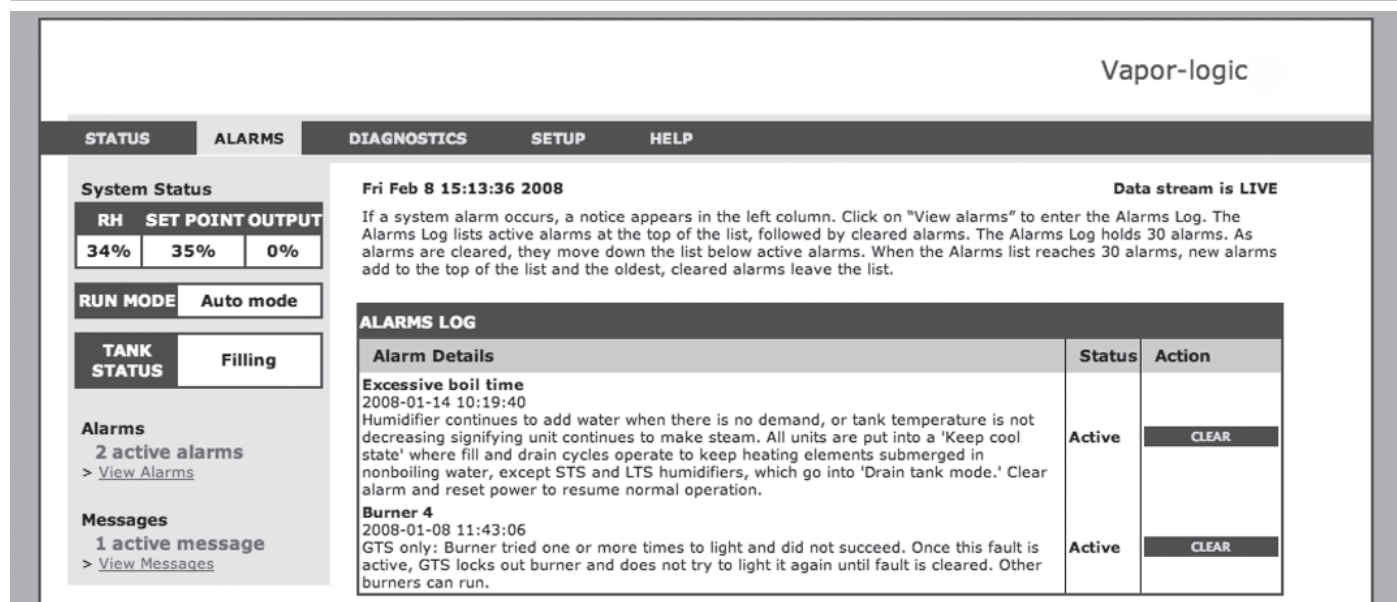 Vapor-logic
STATUS ALARMS DIAGNOSTICS SETUP HELP
System Status
RH SET POINT OUTPUT
34% 35% 0%
RUN MODE Auto mode
TANK STATUS Filling
Alarms
2 active alarms
> View Alarms
Messages
1 active message
> View Messages
Fri Feb 8 15:13:36 2008 Data stream is LIVE
If a system alarm occurs, a notice appears in the left column. Click on "View alarms" to enter the Alarms Log. The
Alarms Log lists active alarms at the top of the list, followed by cleared alarms. The Alarms Log holds 30 alarms. As
alarms are cleared, they move down the list below active alarms. When the Alarms list reaches 30 alarms, new alarms
add to the top of the list and the oldest, cleared alarms leave the list.
ALARMS LOG
Alarm Details Status Action
Excessive boil time
2008-01-14 10:19:40
Humidifier continues to add water when there is no demand, or tank temperature is not
decreasing signifying unit continues to make steam. All units are put into a 'Keep cool
state' where fill and drain cycles operate to keep heating elements submerged in
nonboiling water, except STS and LTS humidifiers, which go into 'Drain tank mode.' Clear
alarm and reset power to resume normal operation.
Active CLEAR
Burner 4
2008-01-08 11:43:06
GTS only: Burner tried one or more times to light and did not succeed. Once this fault is
active, GTS locks out burner and does not try to light it again until fault is cleared. Other
burners can run.
Active CLEAR